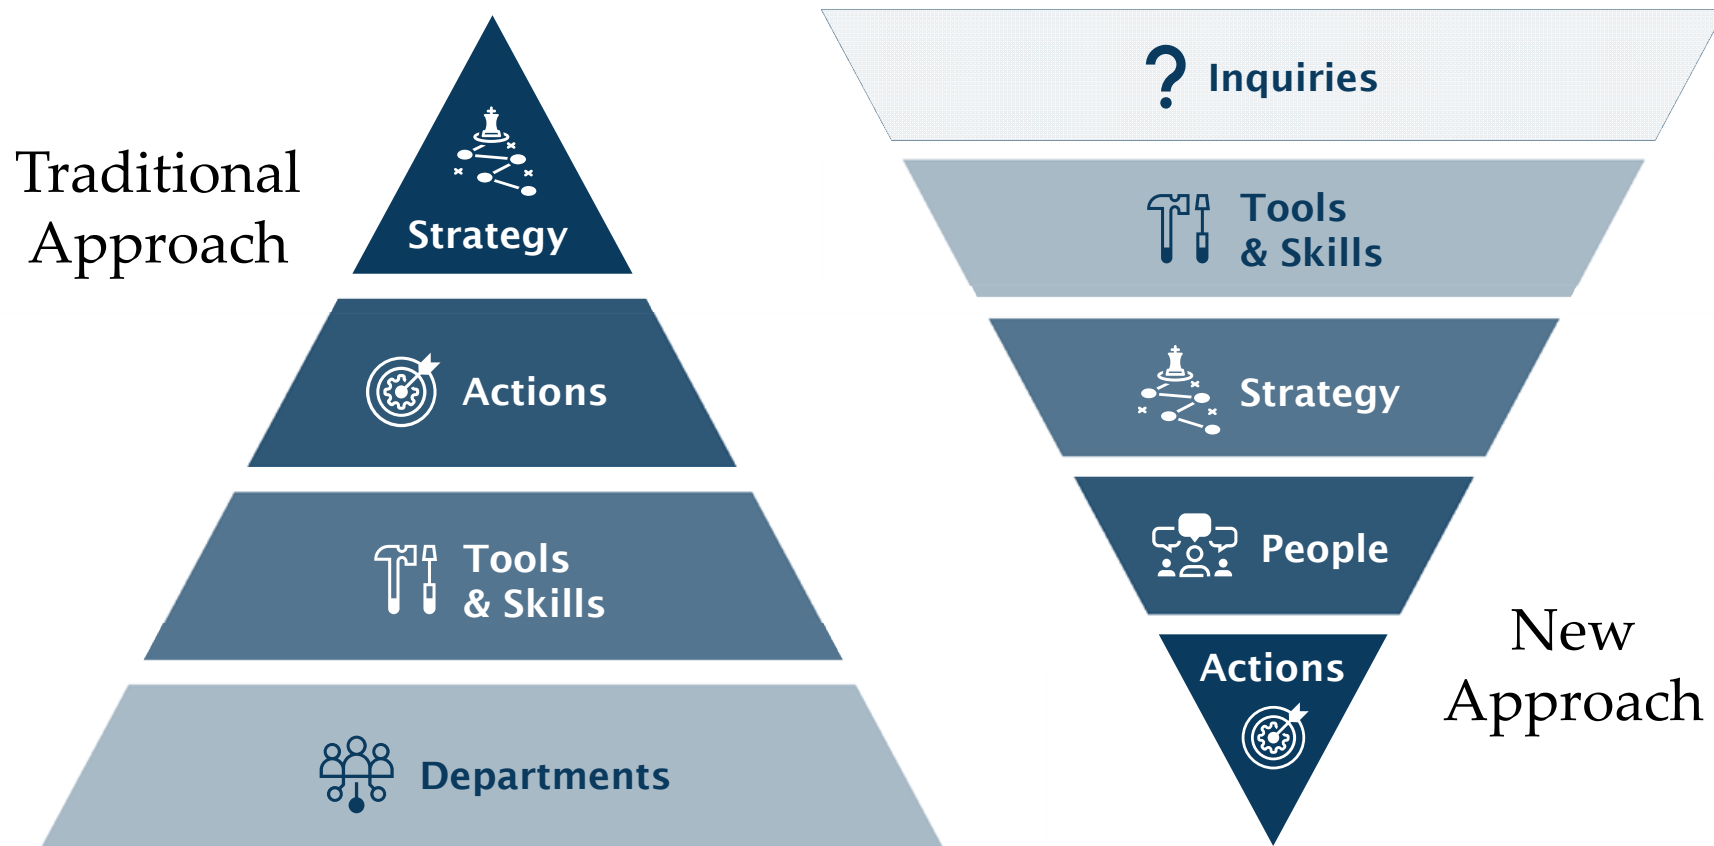 Traditional
Approach
Strategy
Actions
Tools
& Skills
Departments
? Inquiries
Tools
& Skills
Strategy
People
Actions
New
Approach